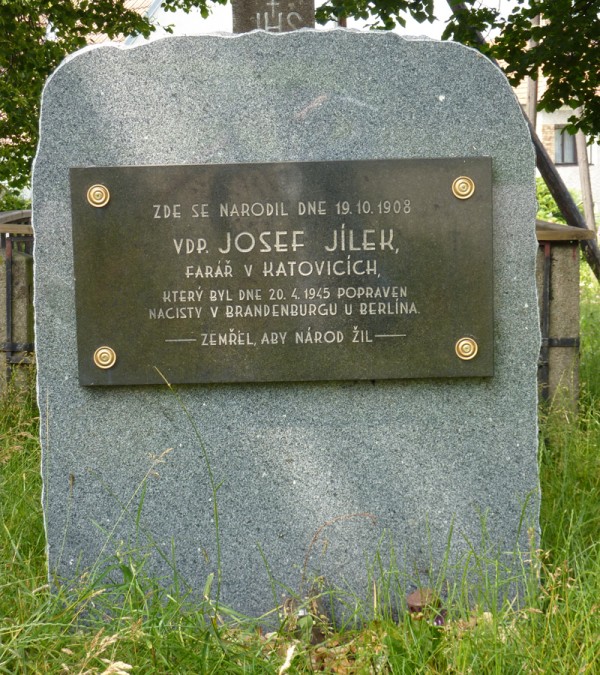 IHS
ZDE SE NARODIL DNE 19.10.1908
VDP. JOSEF JÍLEK,
FARÁŘ V KATOVICÍCH,
KTERÝ BYL DNE 20.4.1945 POPRAVEN
NACISTY V BRANDENBURGU U BERLÍNA.
— ZEMŘEL, ABY NÁROD ŽIL —